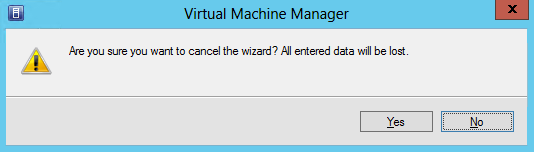 Virtual Machine Manager
x
Are you sure you want to cancel the wizard? All entered data will be lost.
Yes
No